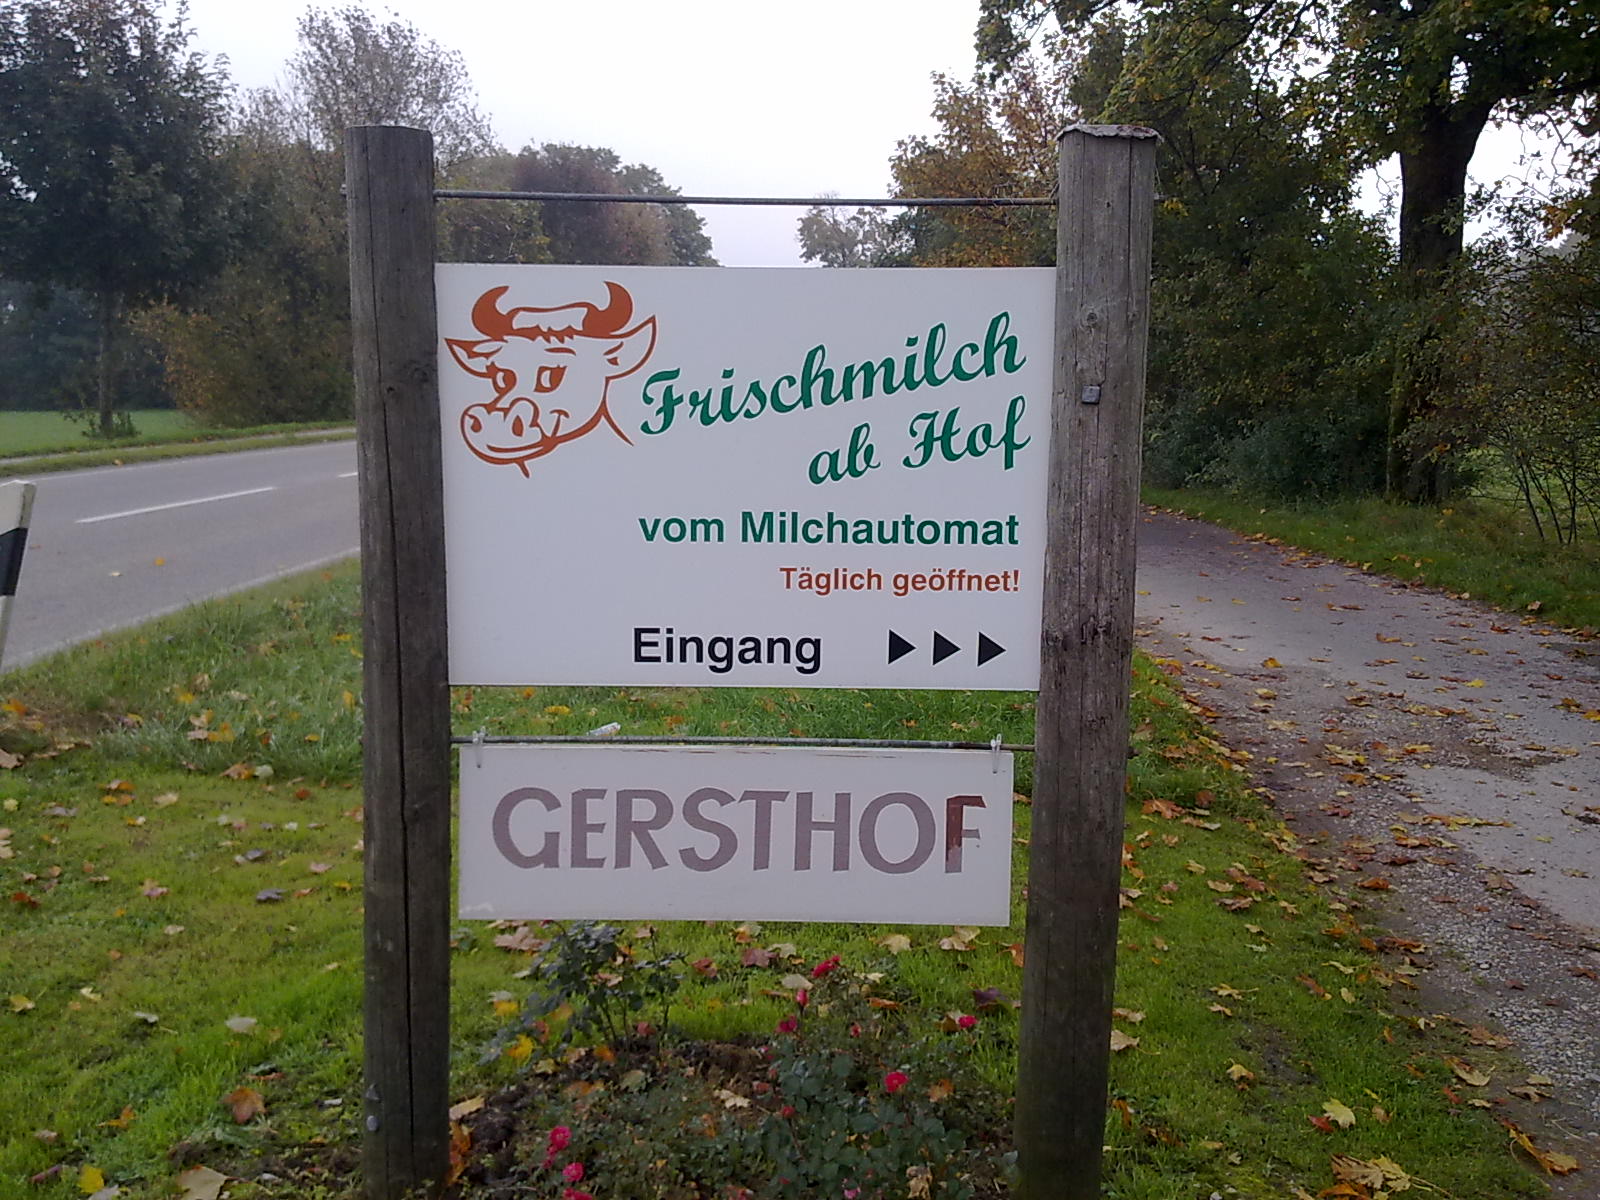 Frischmilch
ab Hof
vom Milchautomat
Täglich geöffnet!
Eingang
GERSTHOF